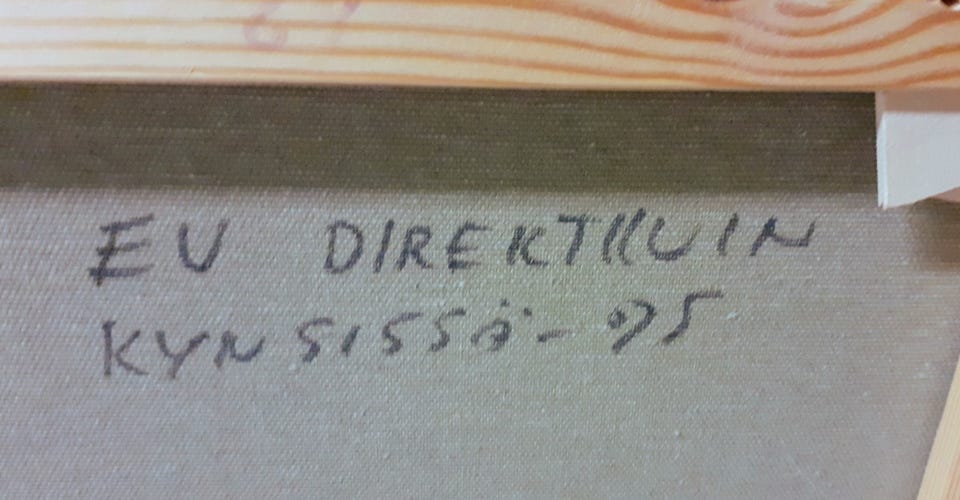 EU DIREKTIIVIN
KYNSISSÄ -95